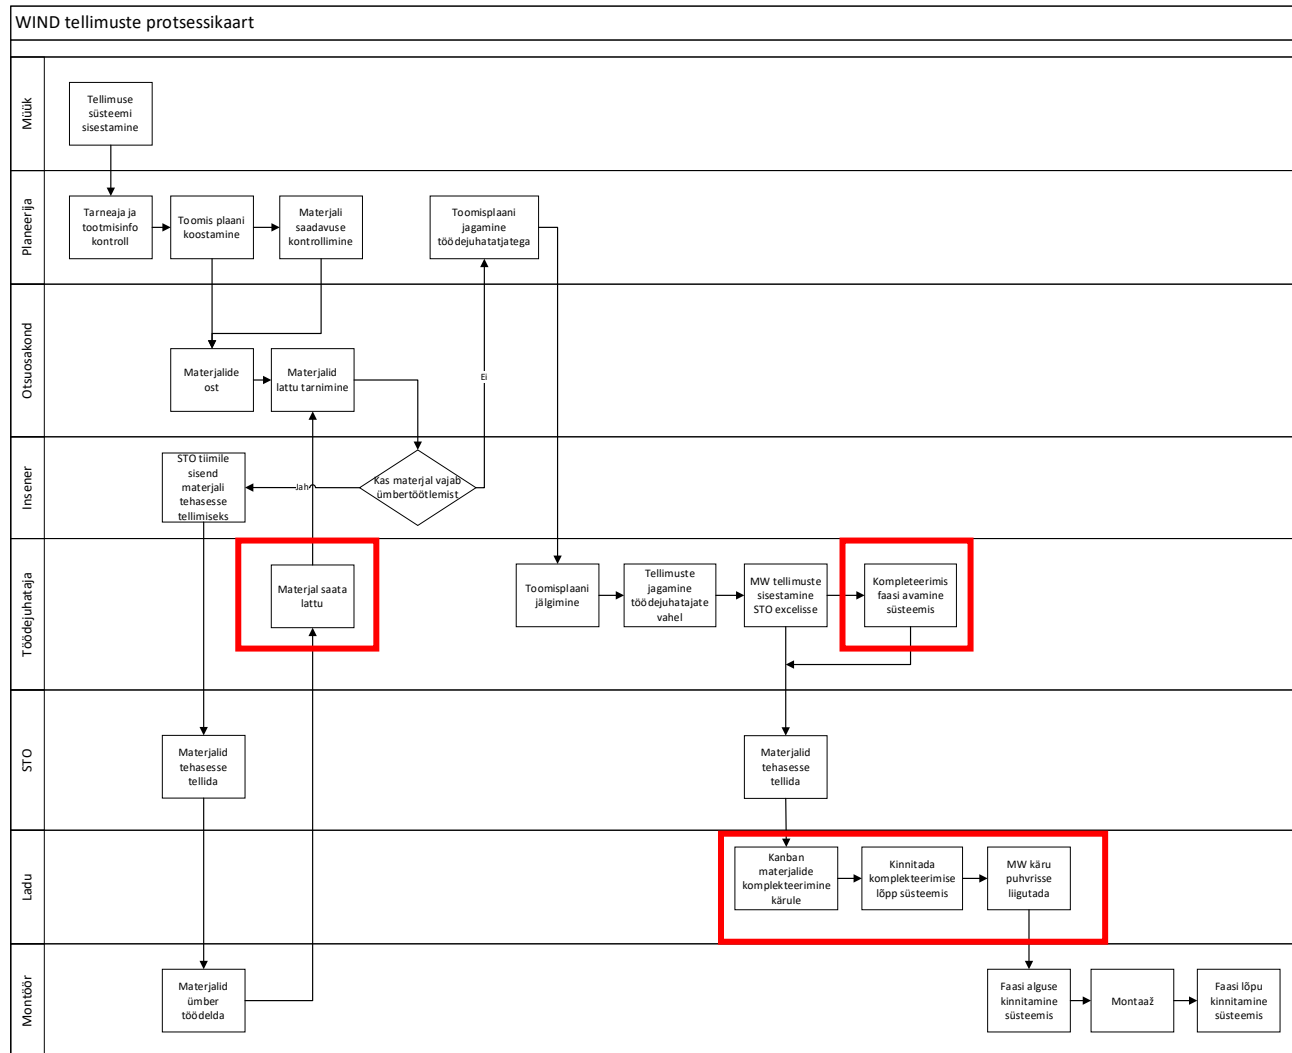 WIND tellimuste protsessikaart
Müük
Tellimuse
süsteemi
sisestamine
Planeerija
Tarneaja ja
tootmisinfo
kontroll
Toomis plaani
koostamine
Materjali
saadavuse
kontrollimine
Toomisplaani
jagamine
töödejuhatatjatega
Otsuosakond
Materjalide
ost
Materjalid
lattu tarnimine
Ei
Insener
STO tiimile
sisend
materjali
tehasesse
tellimiseks
Jah
Kas materjal vajab
ümbertöötlemist
Töödejuhataja
Materjal saata
lattu
Toomisplaani
jälgimine
Tellimuste
jagamine
töödejuhatajate
vahel
MW tellimuste
sisestamine
STO excelisse
Kompleteerimis
faasi avamine
süsteemis
STO
Materjalid
tehasesse
tellida
Materjalid
tehasesse
tellida
Ladu
Kanban
materjalide
komplekteerimine
kärule
Kinnitada
komplekteerimise
lõpp süsteemis
MW käru
puhvrisse
liigutada
Montöör
Materjalid
ümber
töödelda
Faasi alguse
kinnitamine
süsteemis
Montaaž
Faasi lõpu
kinnitamine
süsteemis